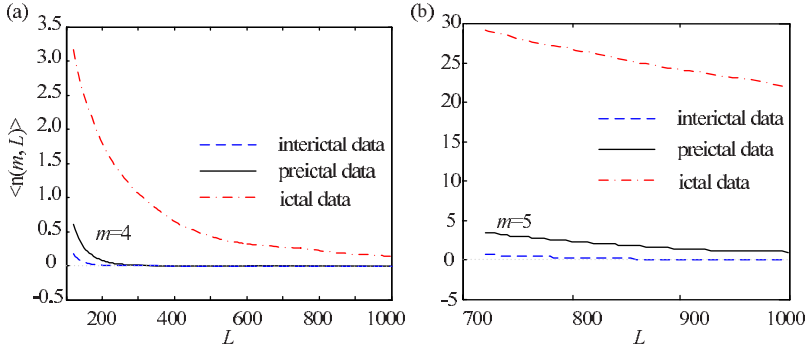 (a)
<n(m, L)>
3.5
3.0
2.5
2.0
1.5
1.0
0.5
0
-0.5
interictal data
preictal data
ictal data
m=4
200
400
600
800
1000
L
(b)
30
25
20
15
10
5
0
-5
interictal data
preictal data
ictal data
m=5
700
800
900
1000
L